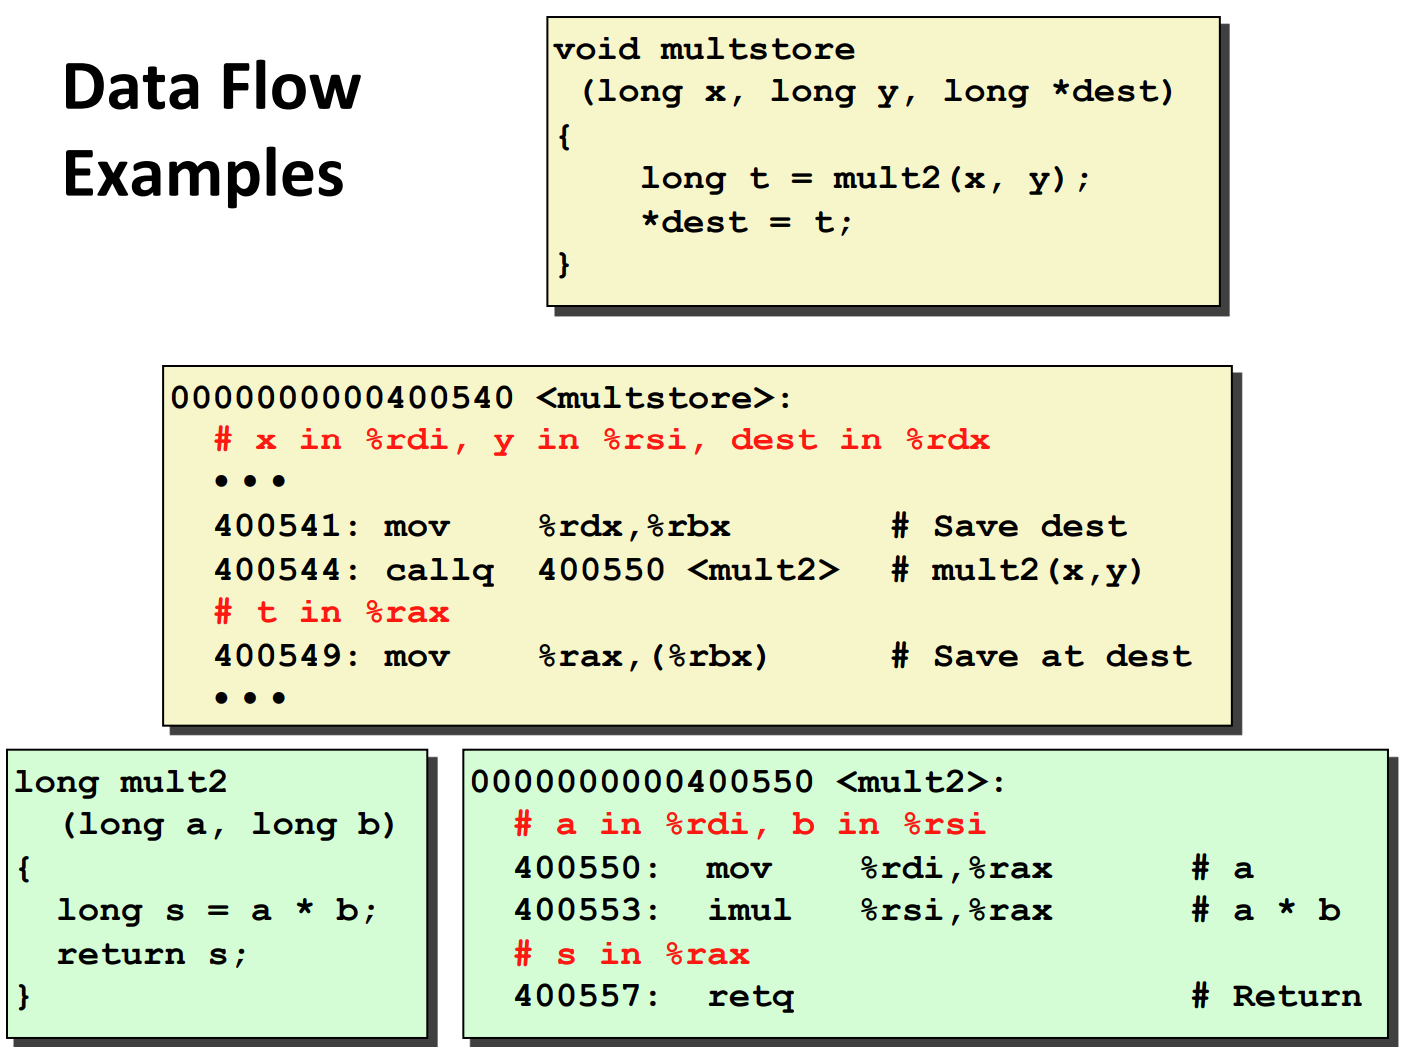 Data Flow
Examples
void multstore
(long x, long y, long *dest)
{
    long t = mult2(x, y);
    *dest = t;
}
0000000000400540 <multstore>:
  # x in %rdi, y in %rsi, dest in %rdx
  • • •
  400541: mov    %rdx,%rbx       # Save dest
  400544: callq  400550 <mult2>  # mult2(x,y)
  # t in %rax
  400549: mov    %rax,(%rbx)     # Save at dest
  • • •
long mult2
  (long a, long b)
{
  long s = a * b;
  return s;
}
0000000000400550 <mult2>:
  # a in %rdi, b in %rsi
  400550:  mov    %rdi,%rax      # a
  400553:  imul   %rsi,%rax      # a * b
  # s in %rax
  400557:  retq                  # Return